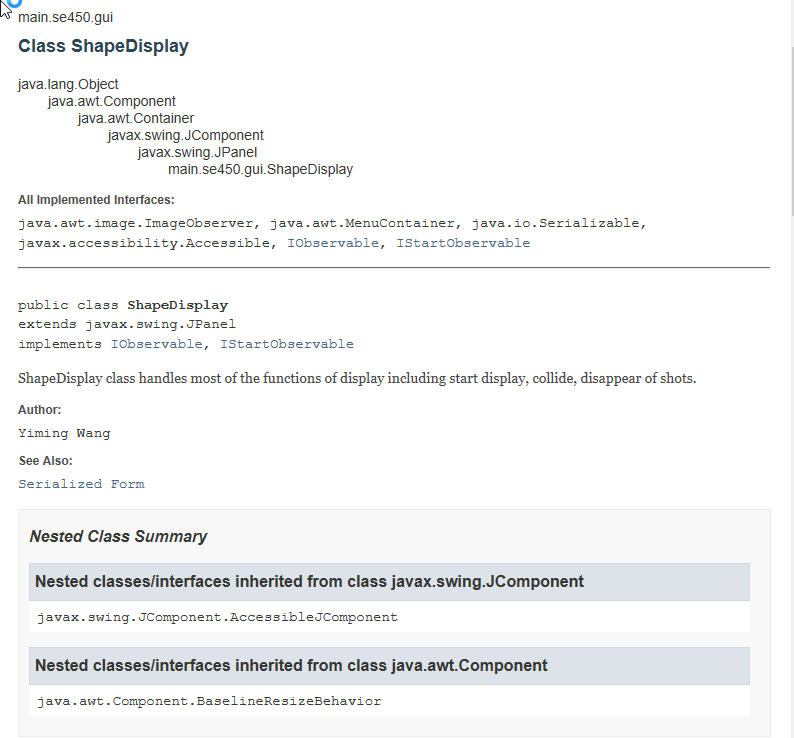 main.se450.gui
Class ShapeDisplay
java.lang.Object
java.awt.Component
java.awt.Container
javax.swing.JComponent
javax.swing.JPanel
main.se450.gui.ShapeDisplay
All Implemented Interfaces:
java.awt.image.ImageObserver, java.awt.MenuContainer, java.io.Serializable,
javax.accessibility.Accessible, IObservable, IStartObservable
public class ShapeDisplay
extends javax.swing.JPanel
implements IObservable, IStartObservable
ShapeDisplay class handles most of the functions of display including start display, collide, disappear of shots.
Author:
Yiming Wang
See Also:
Serialized Form
Nested Class Summary
Nested classes/interfaces inherited from class javax.swing.JComponent
javax.swing.JComponent.AccessibleJComponent
Nested classes/interfaces inherited from class java.awt.Component
java.awt.Component.BaselineResizeBehavior